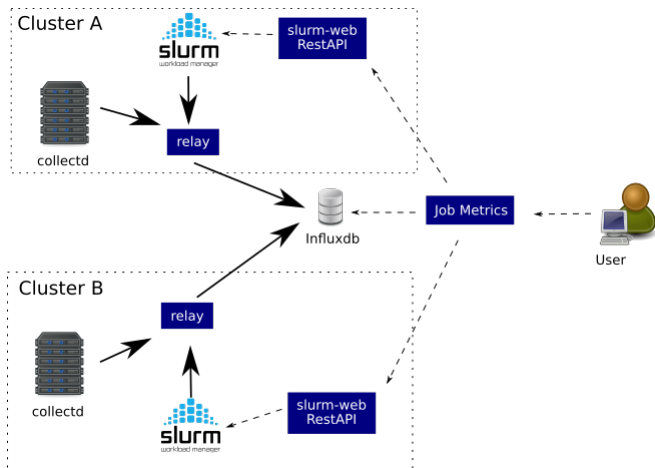 Cluster A
slurm
workload manager
slurm-web
RestAPI
collectd
relay
Influxdb
Job Metrics
User
Cluster B
relay
collectd
slurm
workload manager
slurm-web
RestAPI